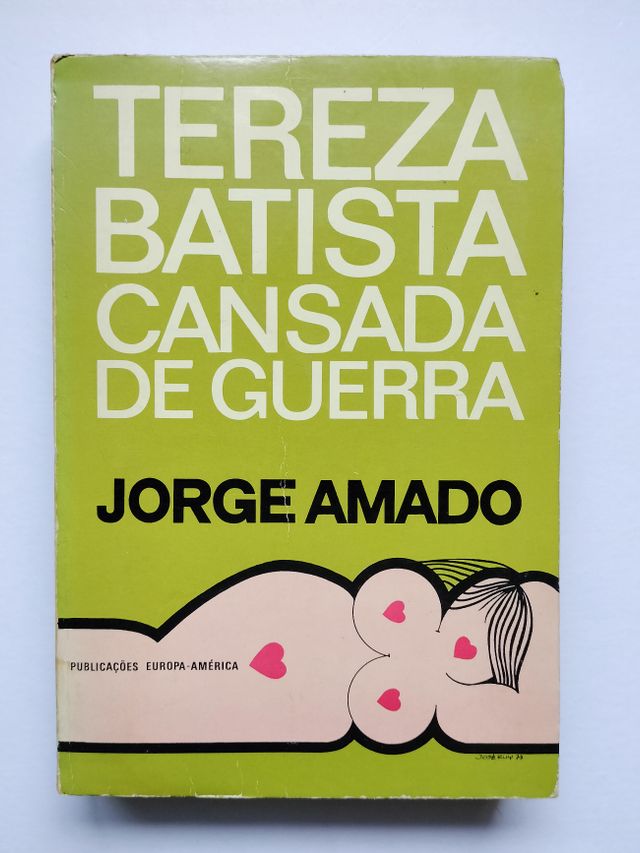 TEREZA
BATISTA
CANSADA
DE GUERRA
JORGE AMADO
PUBLICAÇÕES EUROPA-AMÉRICA